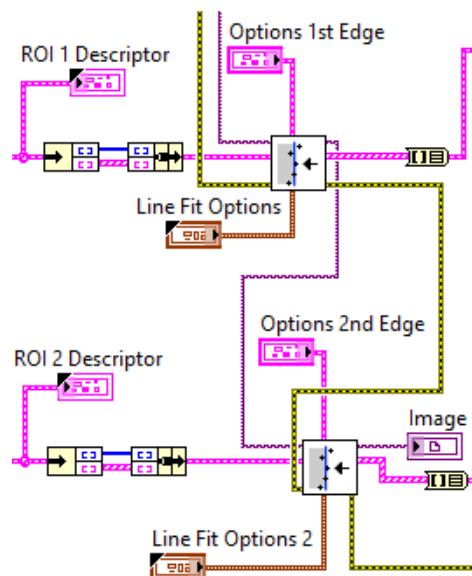 Options 1st Edge
ROI 1 Descriptor
Line Fit Options
Options 2nd Edge
ROI 2 Descriptor
Image
Line Fit Options 2